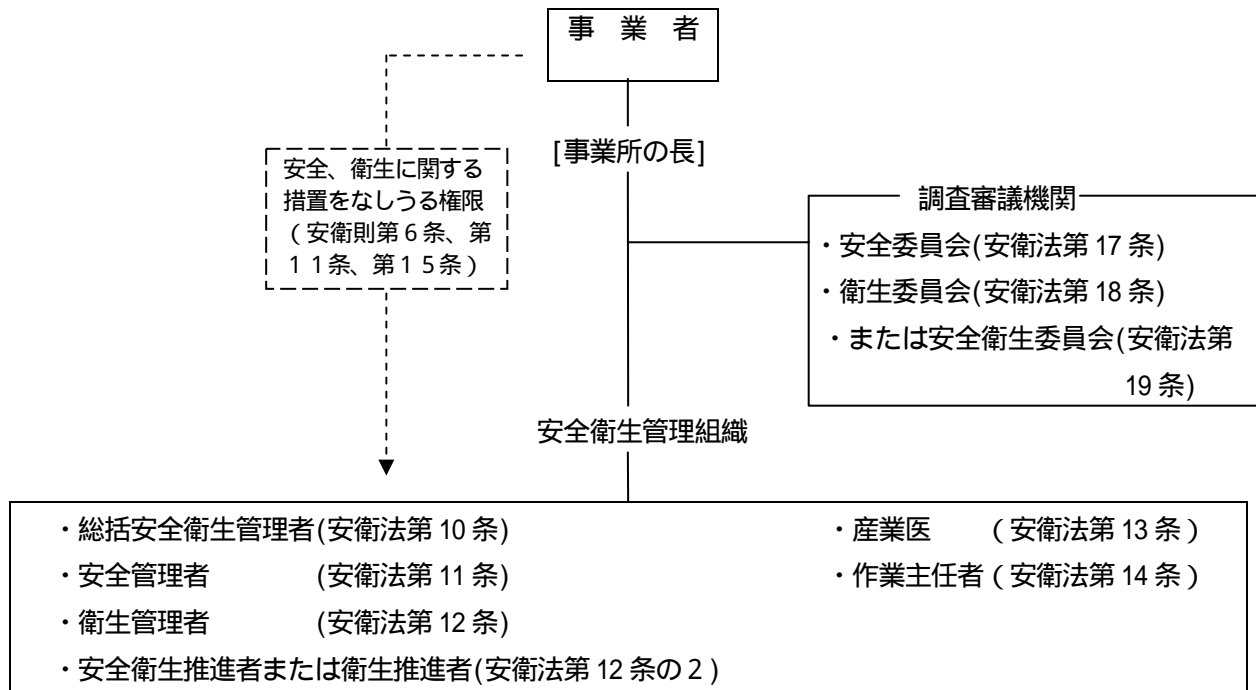 事 業 者
[事業所の長]
安全、衛生に関する
措置をなしうる権限
(安衛則第6条、第
11条、第15条)
調査審議機関
・安全委員会(安衛法第 17 条)
・衛生委員会(安衛法第 18 条)
・または安全衛生委員会(安衛法第
19 条)
安全衛生管理組織
・総括安全衛生管理者(安衛法第 10 条)
・安全管理者 (安衛法第 11 条)
・衛生管理者 (安衛法第 12 条)
・安全衛生推進者または衛生推進者(安衛法第 12 条の2)
・産業医 (安衛法第 13 条)
・作業主任者(安衛法第 14 条)